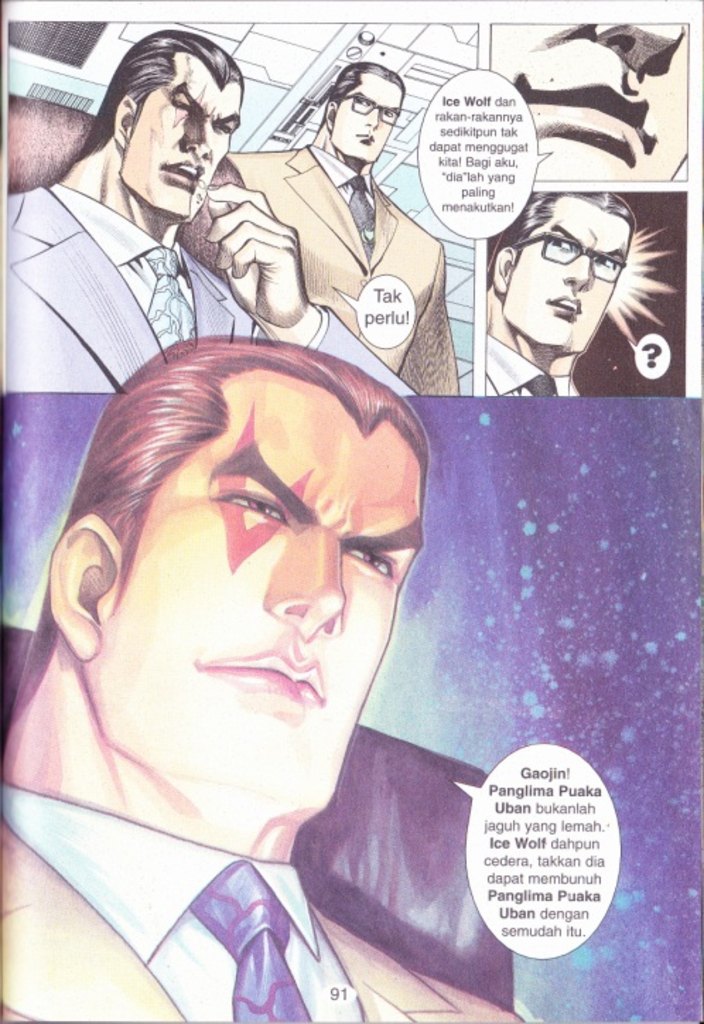 Tak
perlu!
Ice Wolf dan
rakan-rakannya
sedikitpun tak
dapat menggugat
kita! Bagi aku,
"dia"lah yang
paling
menakutkan!
?
Gaojin!
Panglima Puaka
Uban bukanlah
jaguh yang lemah.
Ice Wolf dahpun
cedera, takkan dia
dapat membunuh
Panglima Puaka
Uban dengan
semudah itu.
91